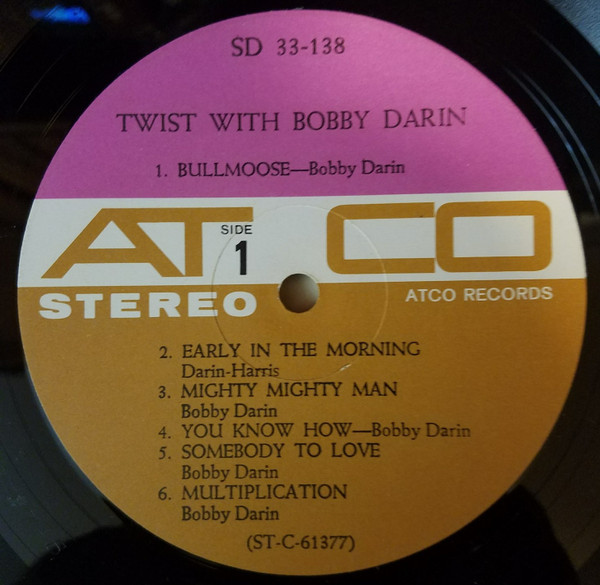 SD 33-138
TWIST WITH BOBBY DARIN
1. BULLMOOSE—Bobby Darin
ATCO
SIDE
1
STEREO
ATCO RECORDS
2. EARLY IN THE MORNING
Darin-Harris
3. MIGHTY MIGHTY MAN
Bobby Darin
4. YOU KNOW HOW—Bobby Darin
5. SOMEBODY TO LOVE
Bobby Darin
6. MULTIPLICATION
Bobby Darin
(ST-C-61377)